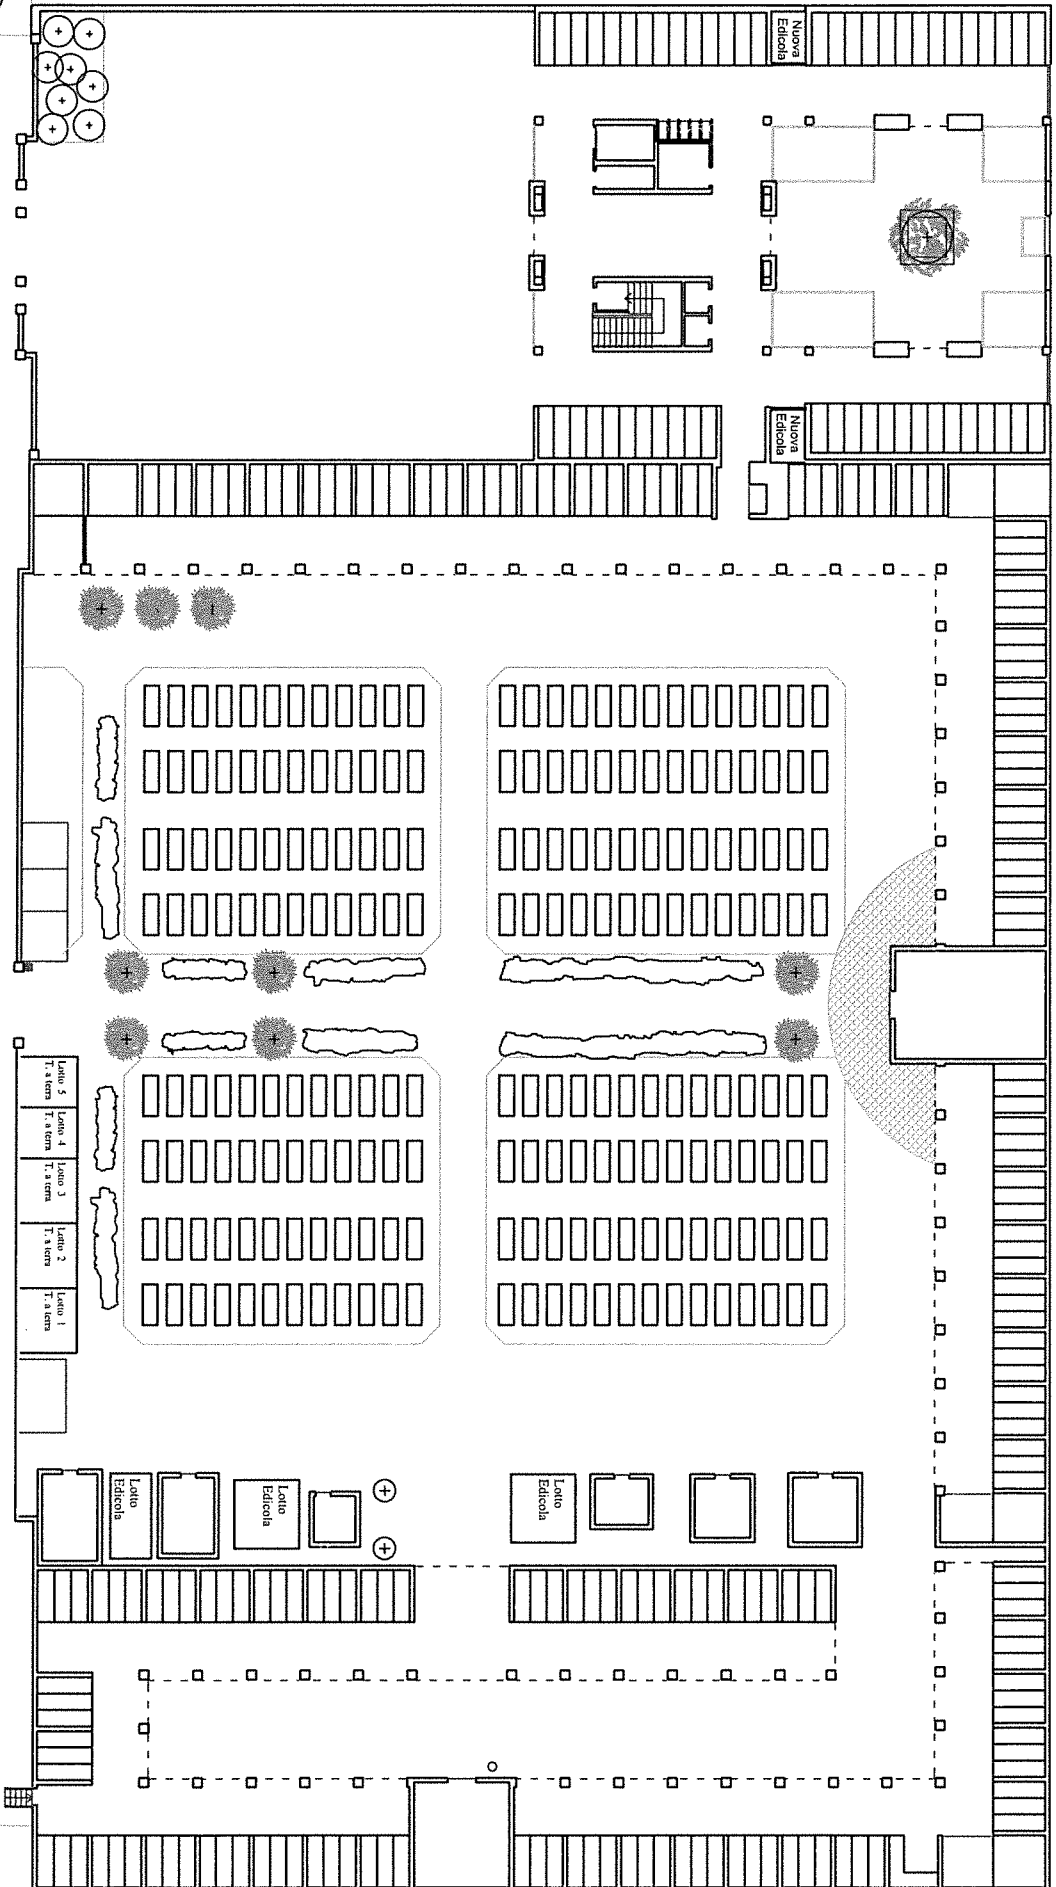 Nuova
Edicola
Nuova
Edicola
Lotto 5
T. a terra
Lotto 4
T. a terra
Lotto 3
T. a terra
Lotto 2
T. a terra
Lotto 1
T. a terra
Lotto
Edicola
Lotto
Edicola
Lotto
Edicola